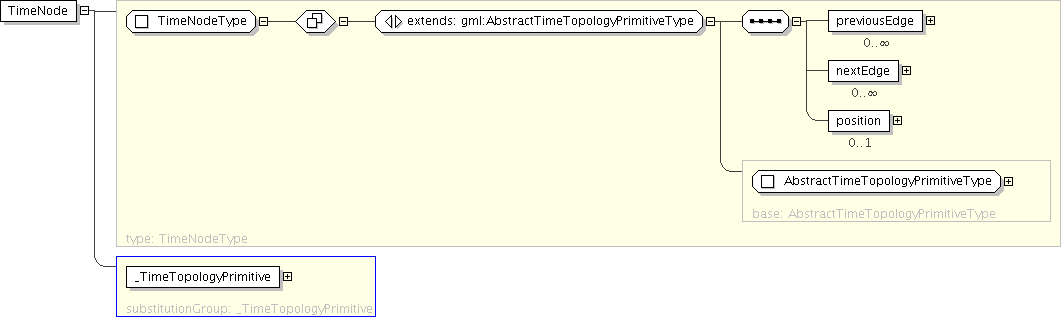 TimeNode
TimeNodeType
extends: gml:AbstractTimeTopologyPrimitiveType
previousEdge
0..∞
nextEdge
0..∞
position
0..1
AbstractTimeTopologyPrimitiveType
base: AbstractTimeTopologyPrimitiveType
type: TimeNodeType
_TimeTopologyPrimitive
substitutionGroup: _TimeTopologyPrimitive